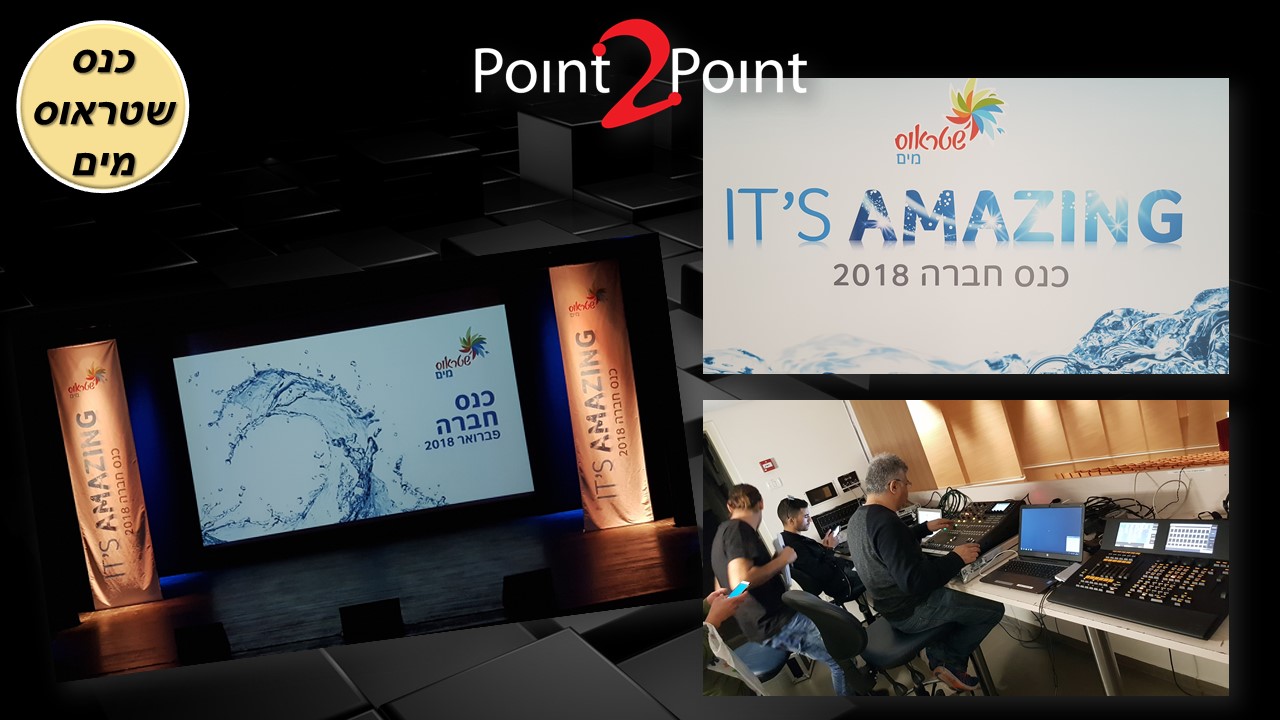 כנס
שטראוס
מים
Point2Point
שטראוס
מים
IT'S AMAZING
כנס חברה 2018
שטראוס
מים
IT'S AMAZING
כנס חברה 2018
שטראוס
מים
כנס
חברה
פברואר 2018
שטראוס
מים
IT'S AMAZING
כנס חברה 2018